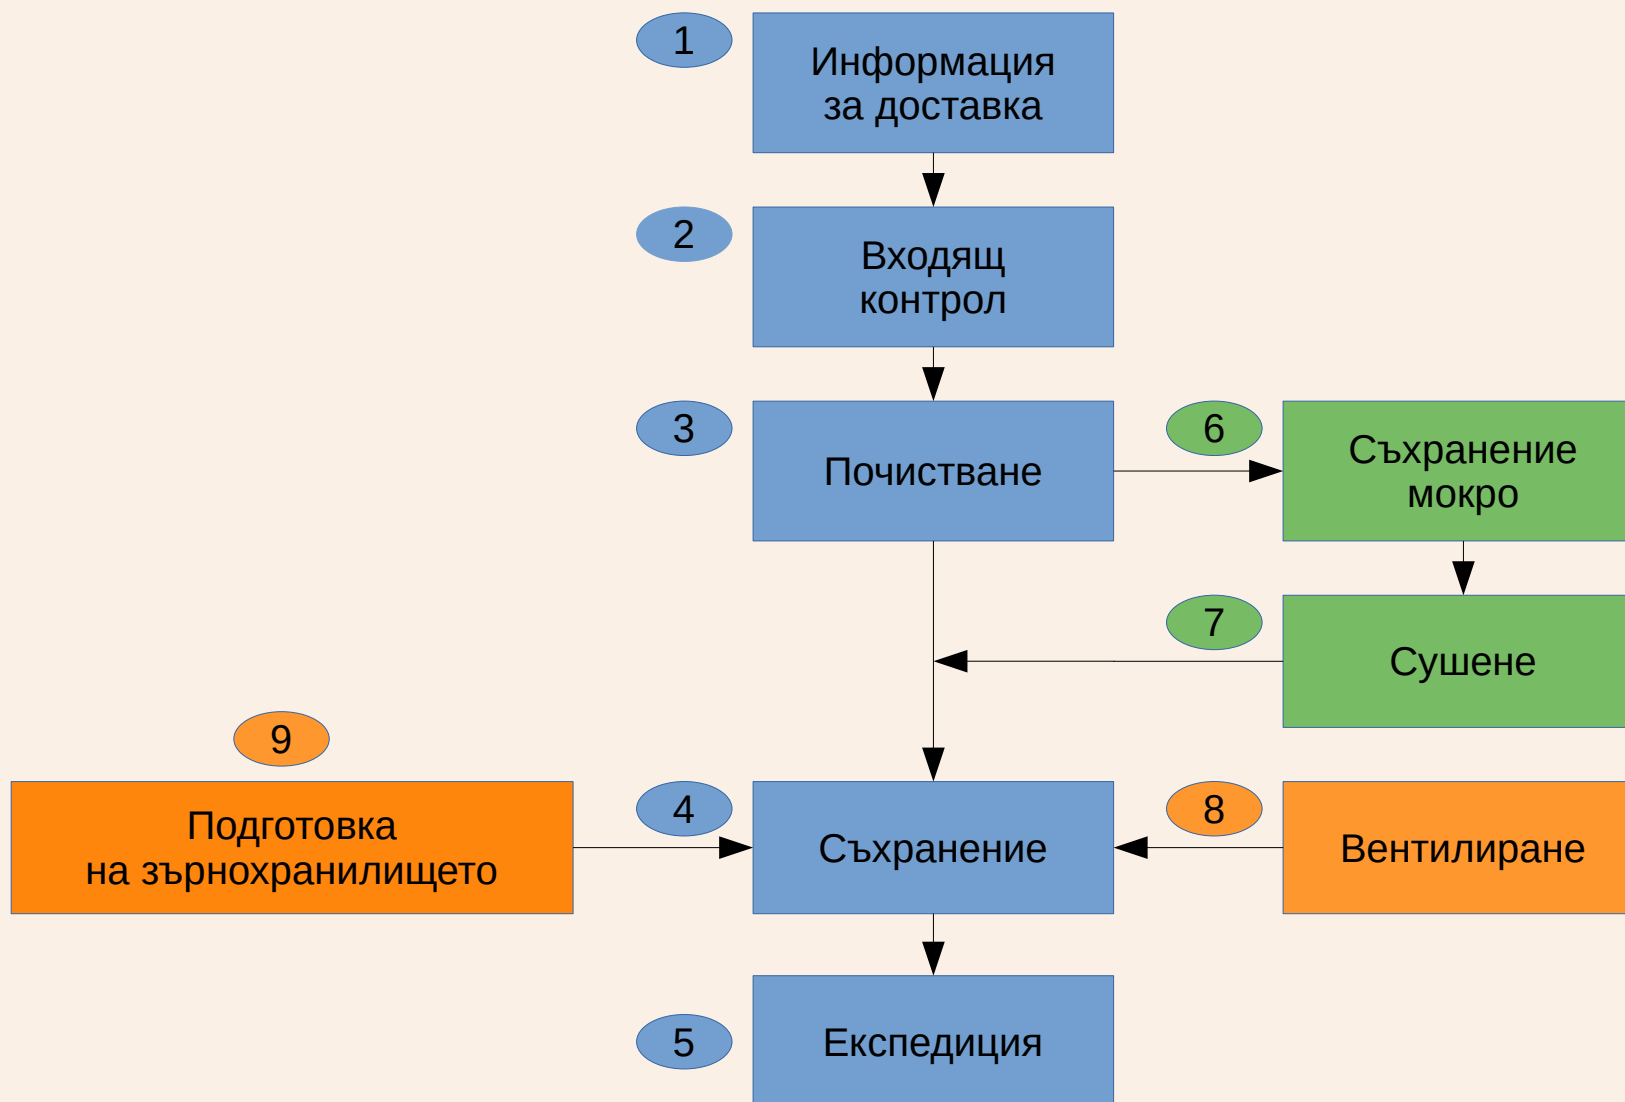 1
Информация
за доставка
2
Входящ
контрол
3
Почистване
6
Съхранение
мокро
7
Сушене
9
Подготовка
на зърнохранилището
4
Съхранение
8
Вентилиране
5
Експедиция